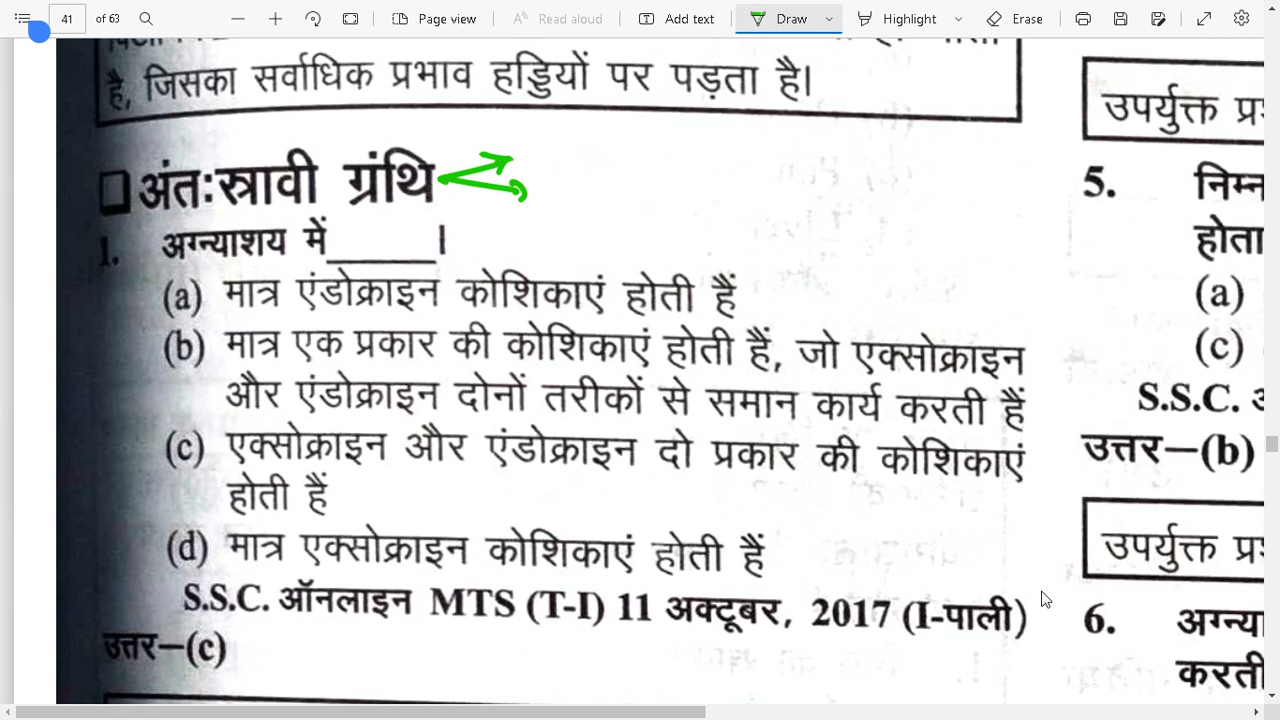 41 of 63 Page view Read aloud Add text Draw Highlight Erase
है, जिसका सर्वाधिक प्रभाव हड्डियों पर पड़ता है।
अंतःस्रावी ग्रंथि
1. अग्न्याशय में______।
(a) मात्र एंडोक्राइन कोशिकाएं होती हैं
(b) मात्र एक प्रकार की कोशिकाएं होती हैं, जो एक्सोक्राइन
और एंडोक्राइन दोनों तरीकों से समान कार्य करती हैं
(c) एक्सोक्राइन और एंडोक्राइन दो प्रकार की कोशिकाएं
होती हैं
(d) मात्र एक्सोक्राइन कोशिकाएं होती हैं
S.S.C. ऑनलाइन MTS (T-I) 11 अक्टूबर, 2017 (I-पाली)
उत्तर–(c)
उपर्युक्त
5.
होता
(a)
(c)
S.S.C.
उत्तर–(b)
उपर्युक्त
6.
करती